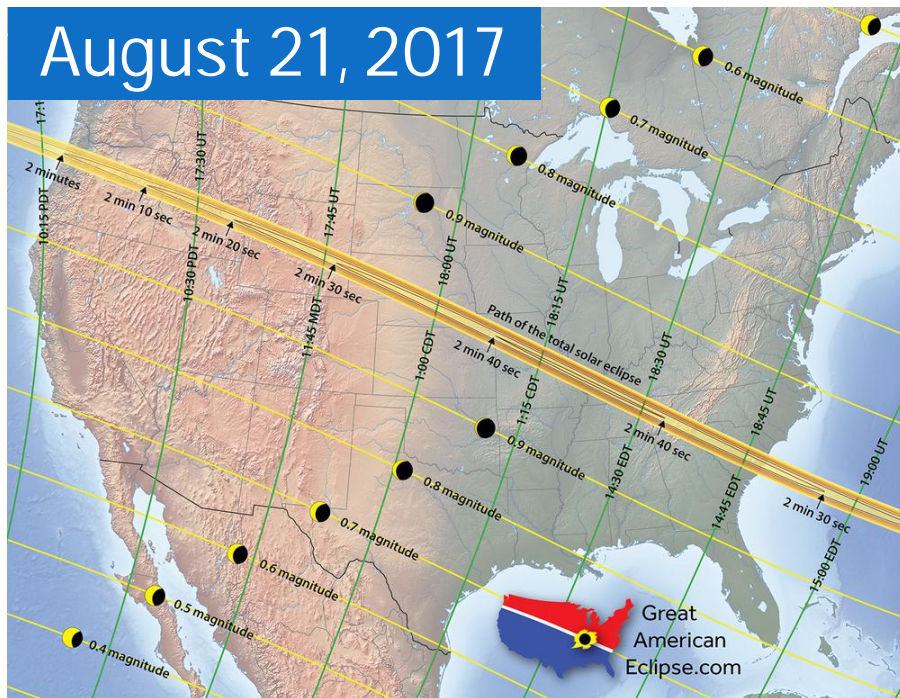 August 21, 2017
0.6 magnitude
0.7 magnitude
0.8 magnitude
0.9 magnitude
17:30 UT
17:45 UT
18:00 UT
18:15 UT
18:30 UT
18:45 UT
19:00 UT
2 minutes
2 min 10 sec
2 min 20 sec
2 min 30 sec
Path of the total solar eclipse
2 min 40 sec
2 min 40 sec
2 min 30 sec
10:15 PDT
10:30 PDT
11:45 MDT
1:00 CDT
1:15 CDT
14:30 EDT
14:45 EDT
15:00 EDT
0.9 magnitude
0.8 magnitude
0.7 magnitude
0.6 magnitude
0.5 magnitude
0.4 magnitude
Great
American
Eclipse.com